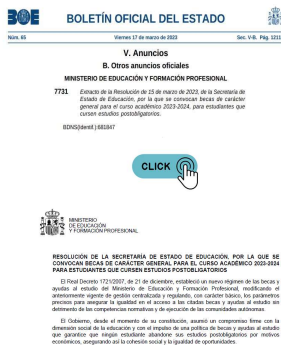 BOE
BOLETÍN OFICIAL DEL ESTADO
Núm. 65
Viernes 17 de marzo de 2023
Sec. V-B. Pág. 1211
V. Anuncios
B. Otros anuncios oficiales
MINISTERIO DE EDUCACIÓN Y FORMACIÓN PROFESIONAL
7731 Extracto de la Resolución de 15 de marzo de 2023, de la Secretaría de
Estado de Educación, por la que se convocan becas de carácter
general para el curso académico 2023-2024, para estudiantes que
cursen estudios postobligatorios.
BDNS(Identif.):681847
CLICK
MINISTERIO
DE EDUCACIÓN
Y FORMACIÓN PROFESIONAL
RESOLUCIÓN DE LA SECRETARÍA DE ESTADO DE EDUCACIÓN, POR LA QUE SE
CONVOCAN BECAS DE CARÁCTER GENERAL PARA EL CURSO ACADÉMICO 2023-2024
PARA ESTUDIANTES QUE CURSEN ESTUDIOS POSTOBLIGATORIOS
El Real Decreto 1721/2007, de 21 de diciembre, estableció un nuevo régimen de las becas y
ayudas al estudio del Ministerio de Educación y Formación Profesional, modificando el
anteriormente vigente de gestión centralizada y regulando, con carácter básico, los parámetros
precisos para asegurar la igualdad en el acceso a las citadas becas y ayudas al estudio sin
detrimento de las competencias normativas y de ejecución de las comunidades autónomas.
El Gobierno, desde el momento de su constitución, asumió un compromiso firme con la
dimensión social de la educación y con el impulso de una política de becas y ayudas al estudio
que garantice que ningún estudiante abandone sus estudios postobligatorios por motivos
económicos, asegurando así la cohesión social y la igualdad de oportunidades.